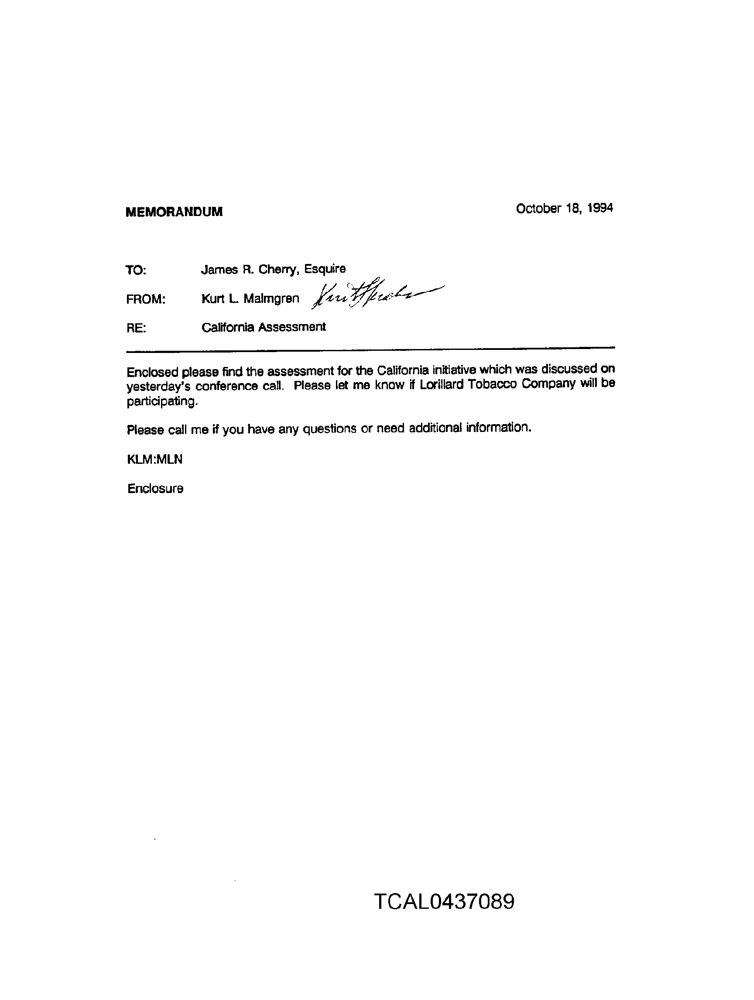 MEMORANDUM October 18, 1994
TO: James R. Cherry, Esquire
FROM: Kurt L. Malmgren
RE: California Assessment
Enclosed please find the assessment for the California initiative which was discussed on
yesterday's conference call. Please let me know if Lorillard Tobacco Company will be
participating.
Please call me if you have any questions or need additional information.
KLM:MLN
Enclosure
TCAL0437089